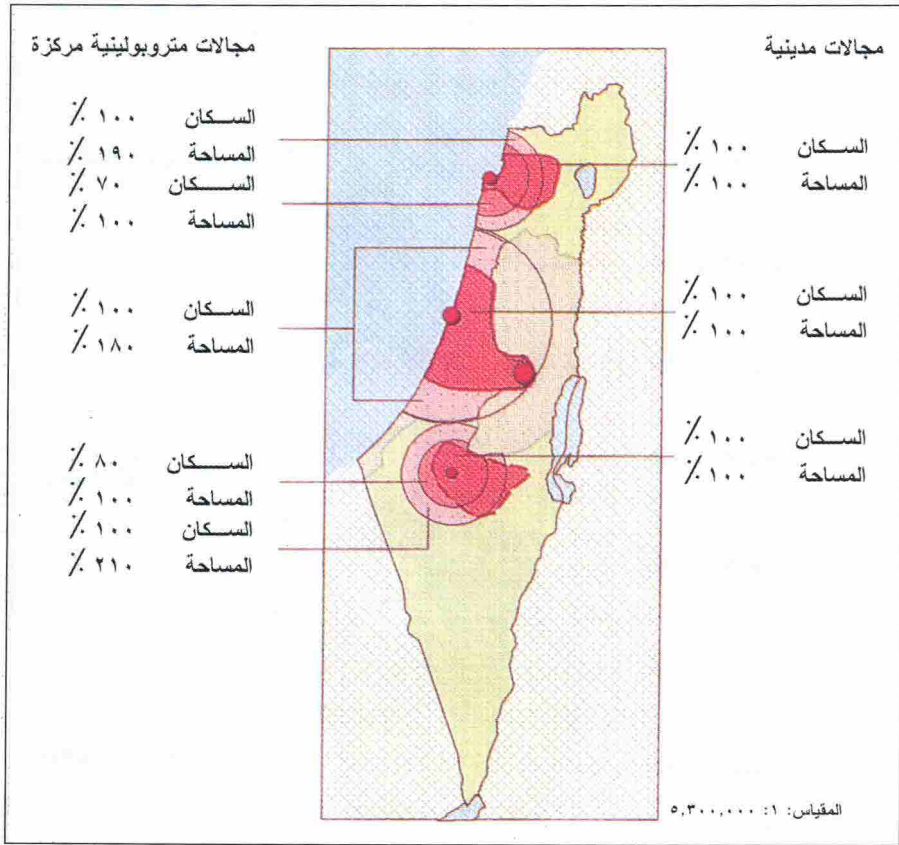 مجالات مدينية
السكان ١٠٠ ٪
المساحة ١٠٠ ٪
السكان ١٠٠ ٪
المساحة ١٠٠ ٪
السكان ١٠٠ ٪
المساحة ١٠٠ ٪
مجالات متروبولينية مركزة
السكان ١٠٠ ٪
المساحة ١٩٠ ٪
السكان ٧٠ ٪
المساحة ١٠٠ ٪
السكان ١٠٠ ٪
المساحة ١٨٠ ٪
السكان ٨٠ ٪
المساحة ١٠٠ ٪
السكان ١٠٠ ٪
المساحة ٢١٠ ٪
المقياس: ١: ٥,٣٠٠,٠٠٠